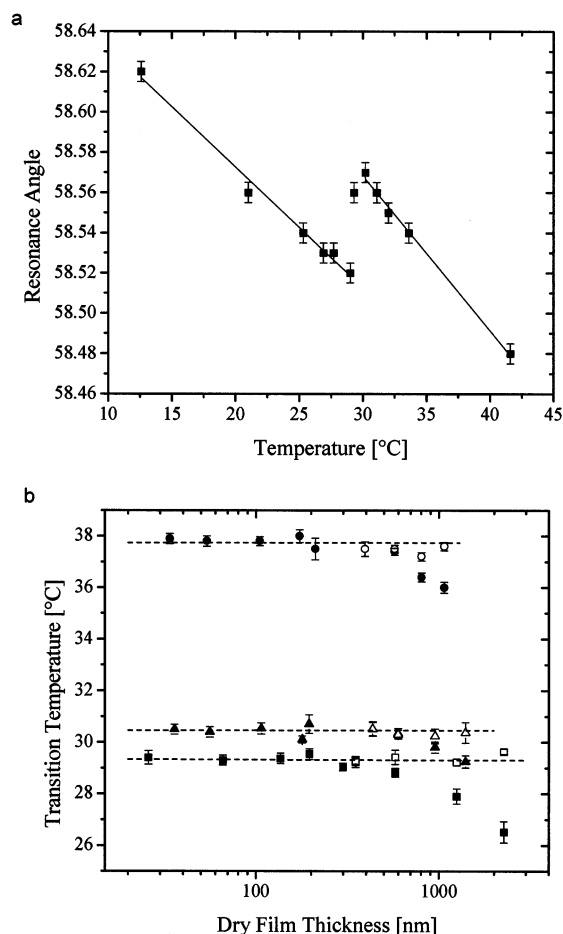 a
58.64
58.62
58.60
58.58
58.56
58.54
58.52
58.50
58.48
58.46
Resonance Angle
10 15 20 25 30 35 40 45
Temperature [°C]
b
38
36
34
32
30
28
26
Transition Temperature [°C]
100 1000
Dry Film Thickness [nm]